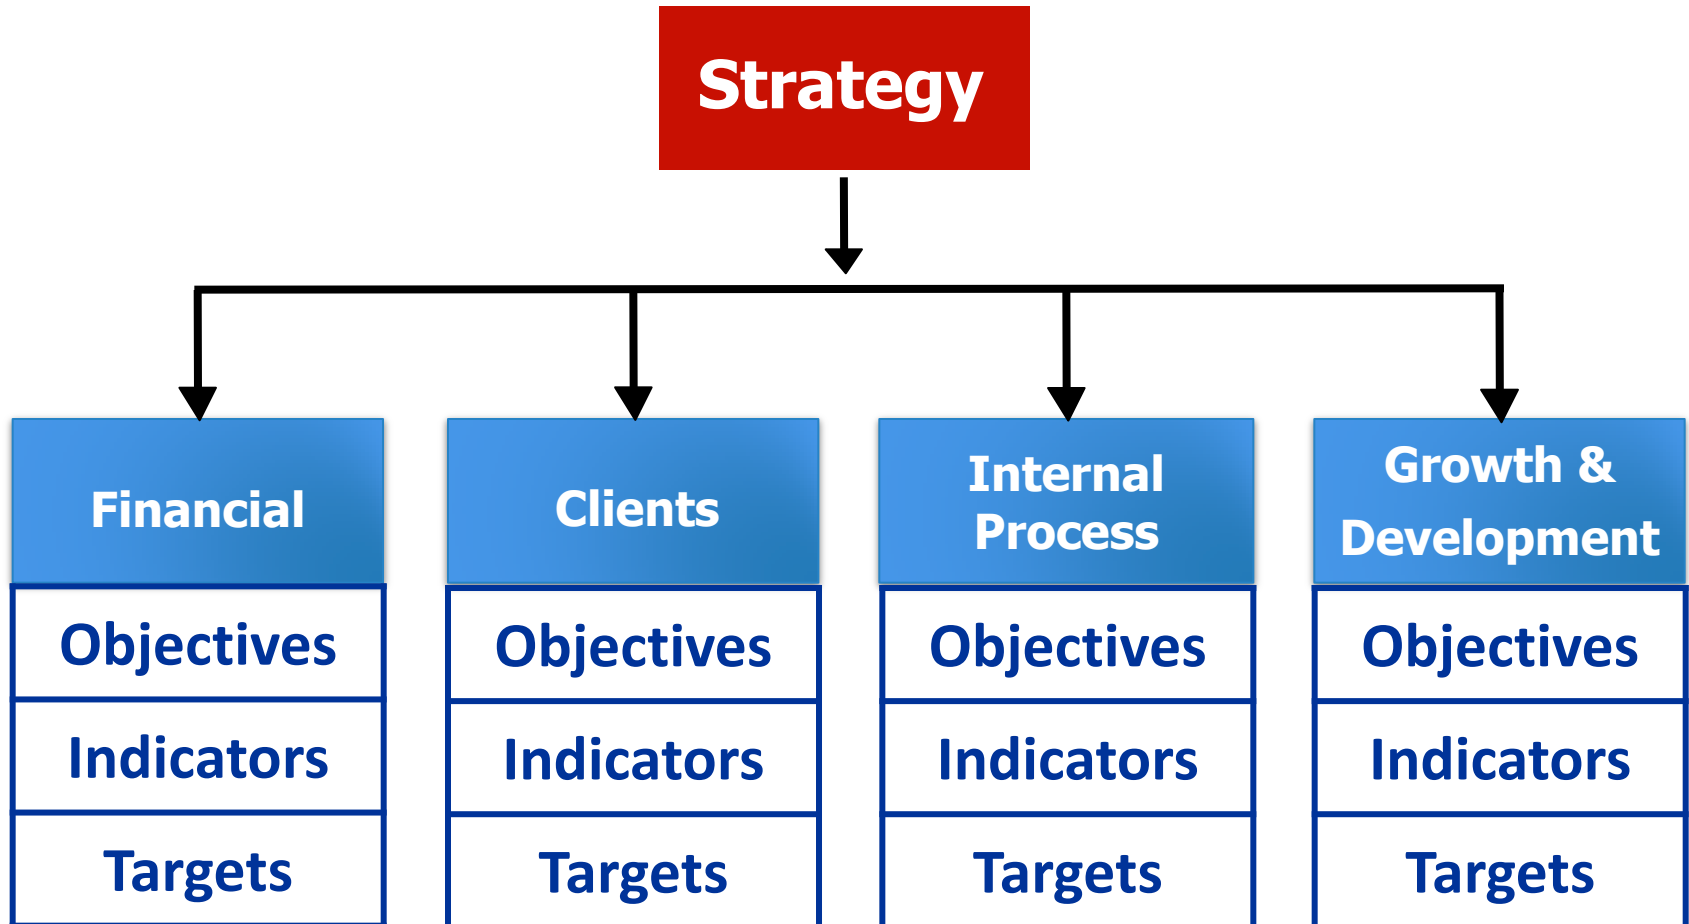 Strategy
Financial
Clients
Internal
Process
Growth &
Development
Objectives
Indicators
Targets
Objectives
Indicators
Targets
Objectives
Indicators
Targets
Objectives
Indicators
Targets